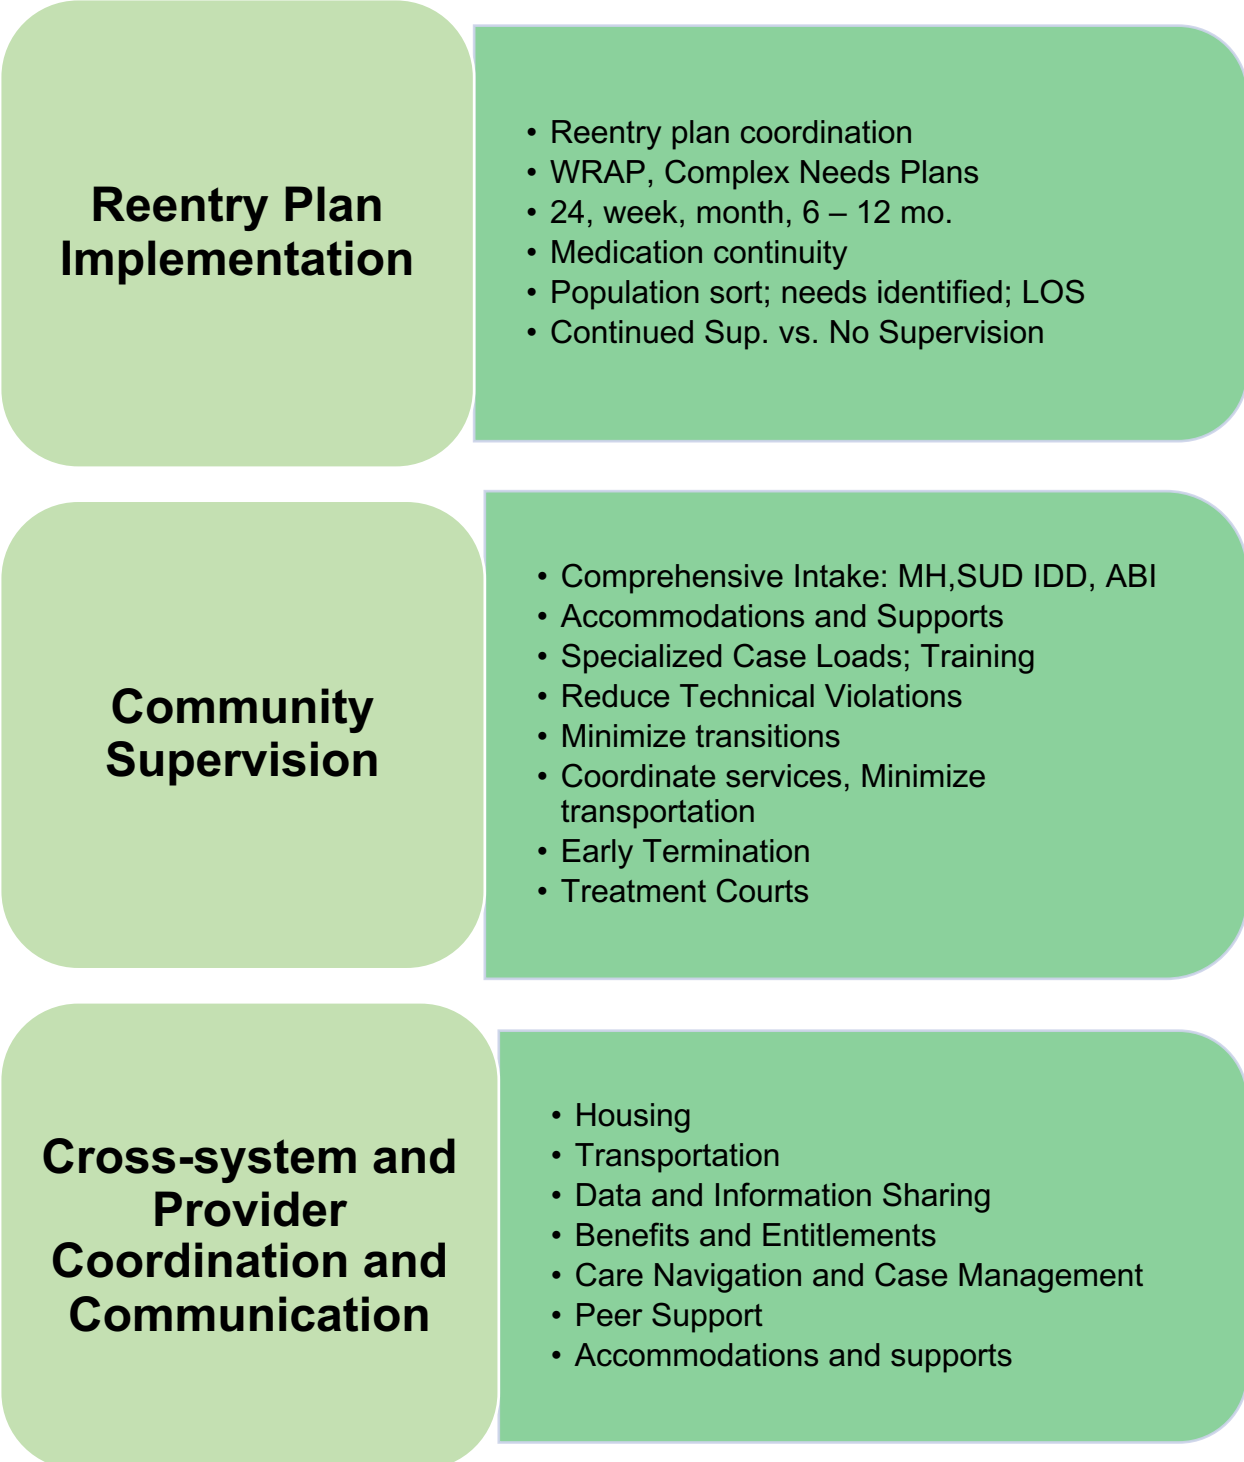 Reentry Plan
Implementation
• Reentry plan coordination
• WRAP, Complex Needs Plans
• 24, week, month, 6 – 12 mo.
• Medication continuity
• Population sort; needs identified; LOS
• Continued Sup. vs. No Supervision
Community
Supervision
• Comprehensive Intake: MH,SUD IDD, ABI
• Accommodations and Supports
• Specialized Case Loads; Training
• Reduce Technical Violations
• Minimize transitions
• Coordinate services, Minimize
transportation
• Early Termination
• Treatment Courts
Cross-system and
Provider
Coordination and
Communication
• Housing
• Transportation
• Data and Information Sharing
• Benefits and Entitlements
• Care Navigation and Case Management
• Peer Support
• Accommodations and supports